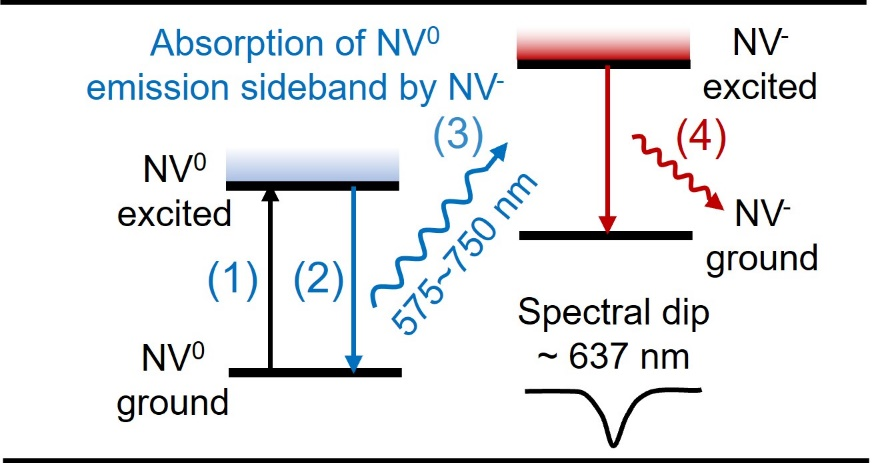 Absorption of NV⁰
emission sideband by NV⁻
(3)
NV⁻
excited
(4)
NV⁰
excited
575~750 nm
NV⁻
ground
(1)
(2)
Spectral dip
~ 637 nm
NV⁰
ground